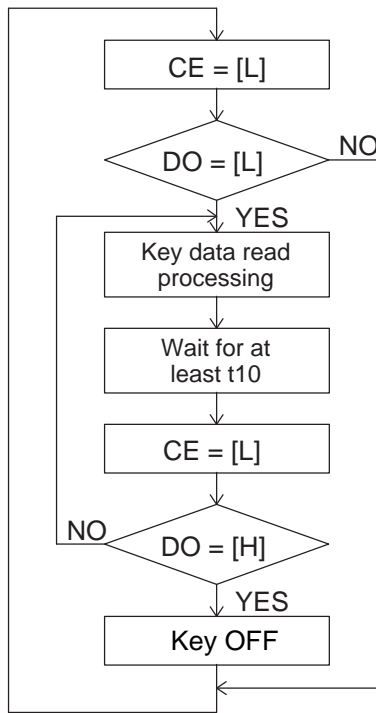 CE = [L]
DO = [L]
NO
YES
Key data read
processing
Wait for at
least t10
CE = [L]
NO
DO = [H]
YES
Key OFF